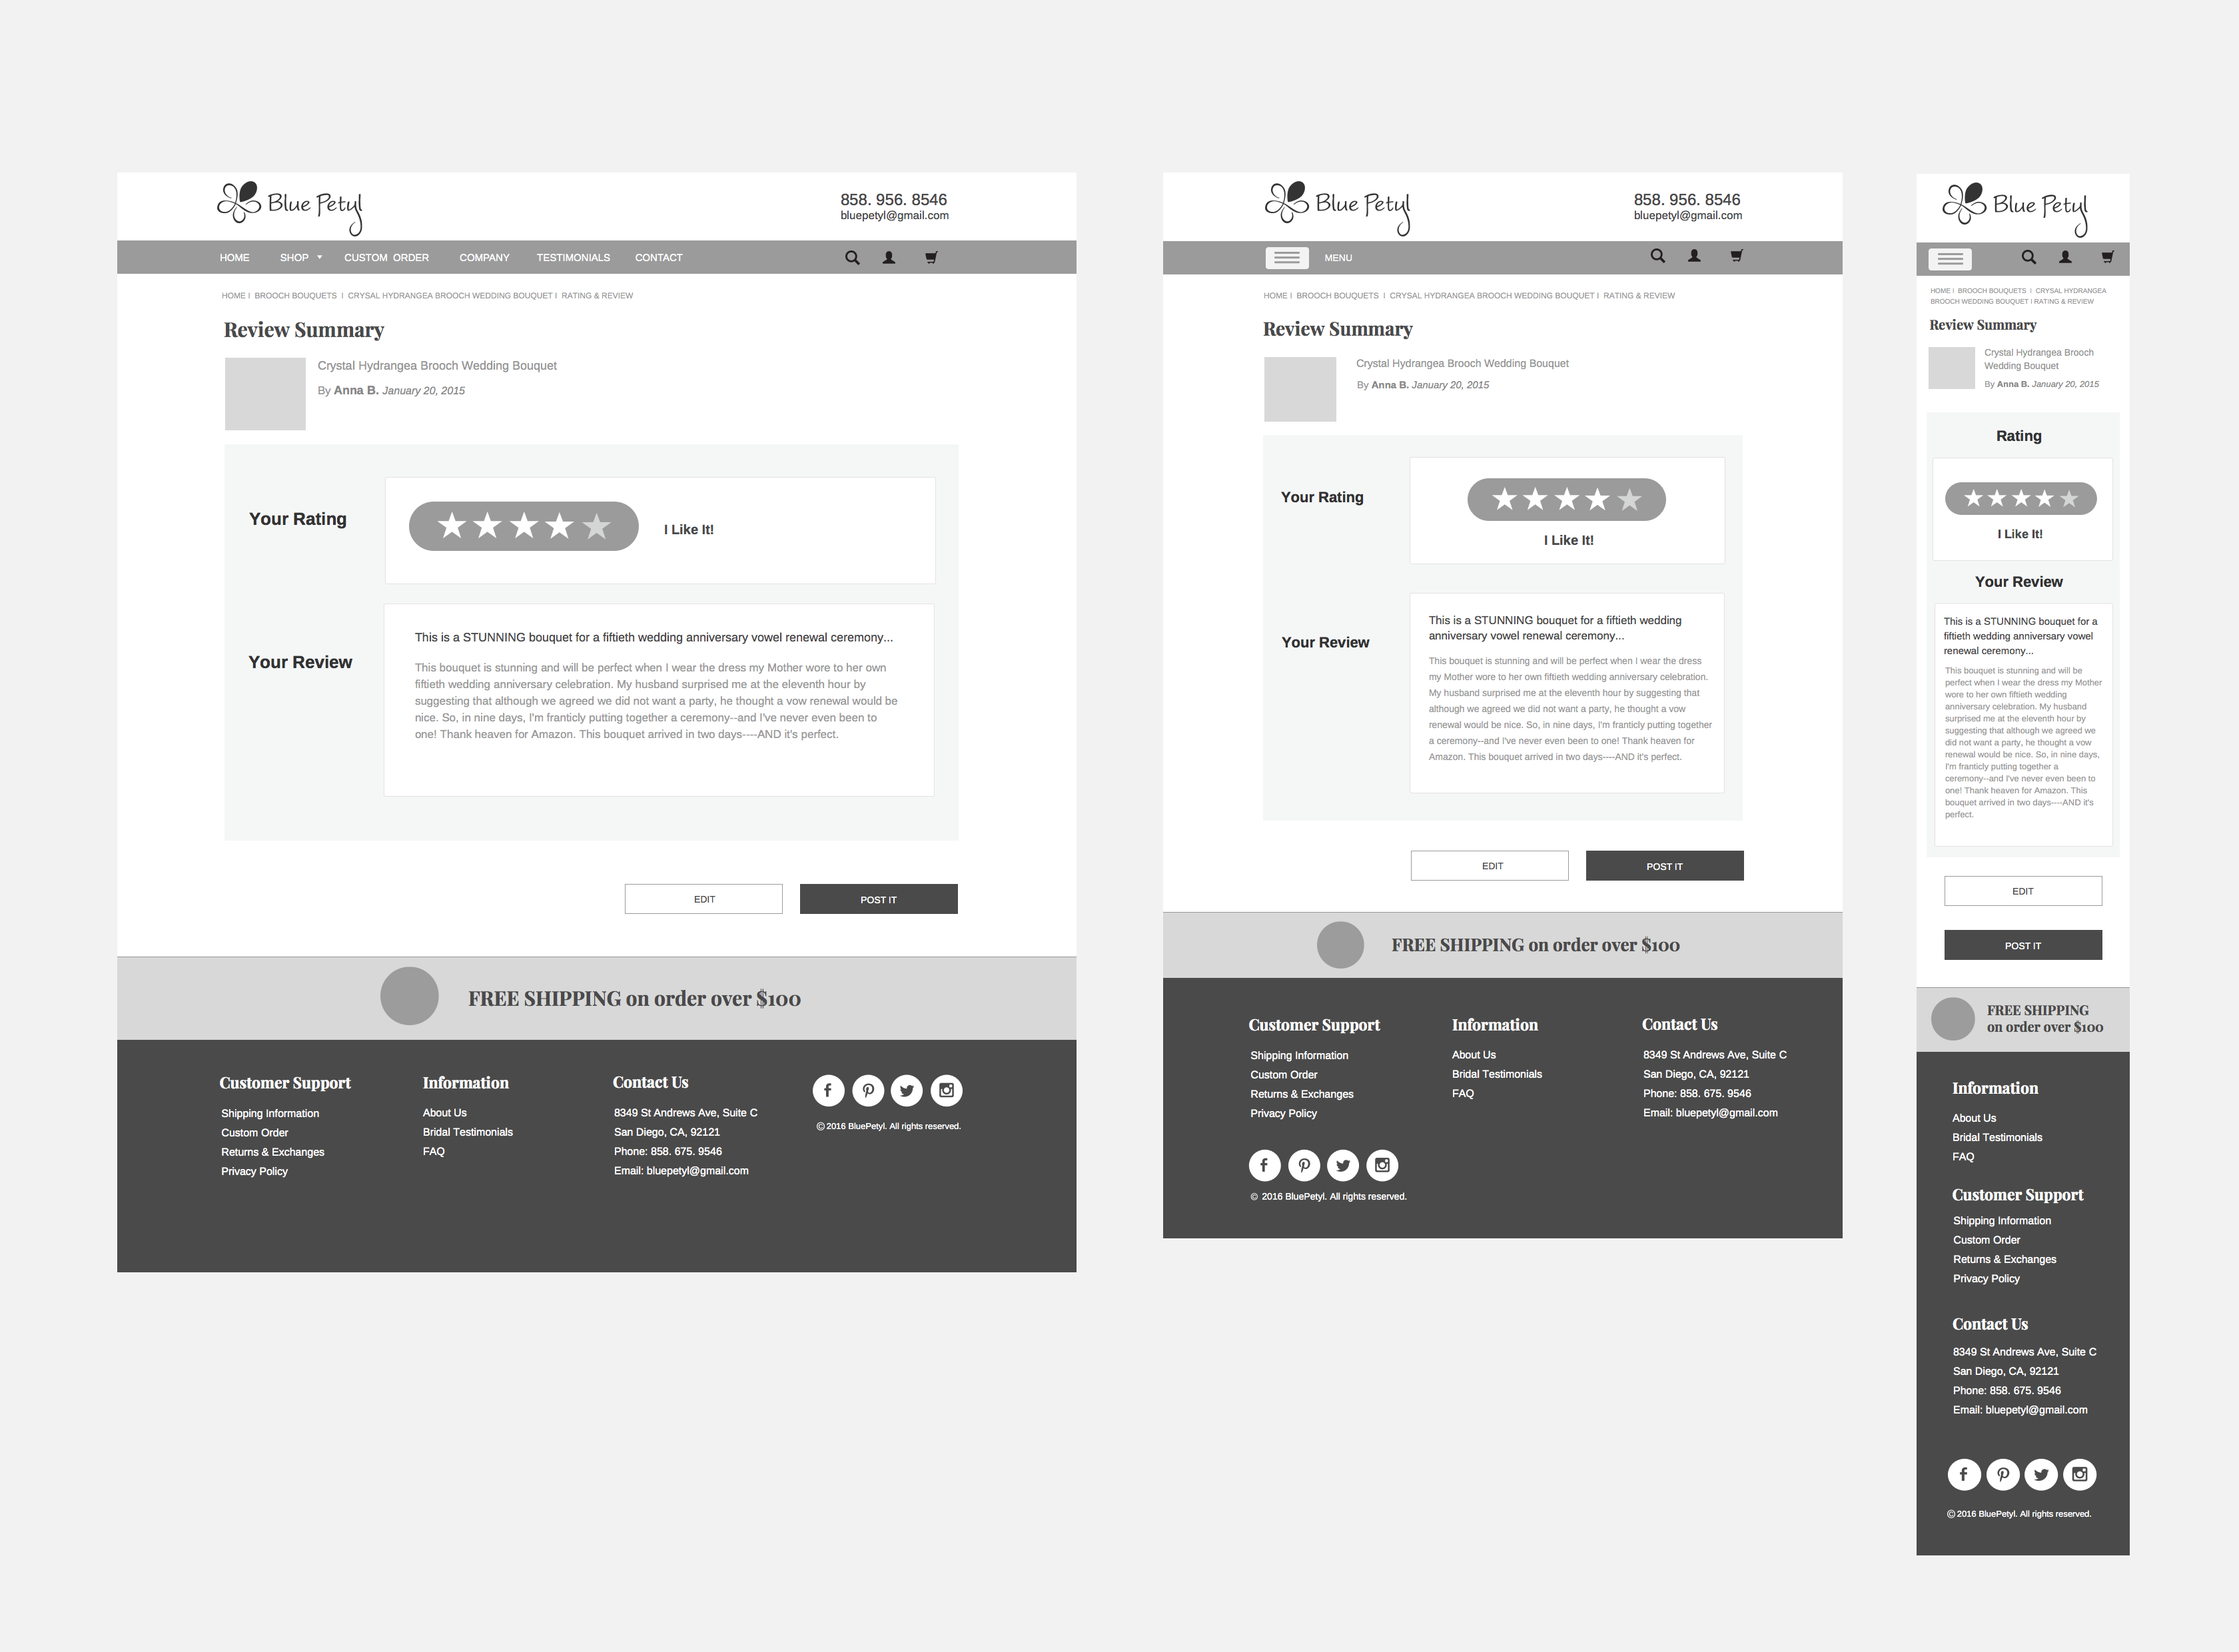 Blue Petyl
858. 956. 8546
bluepetyl@gmail.com
HOME SHOP CUSTOM ORDER COMPANY TESTIMONIALS CONTACT
HOME I BROOCH BOUQUETS I CRYSAL HYDRANGEA BROOCH WEDDING BOUQUET I RATING & REVIEW
Review Summary
Crystal Hydrangea Brooch Wedding Bouquet
By Anna B. January 20, 2015
Your Rating
I Like It!
Your Review
This is a STUNNING bouquet for a fiftieth wedding anniversary vowel renewal ceremony...
This bouquet is stunning and will be perfect when I wear the dress my Mother wore to her own
fiftieth wedding anniversary celebration. My husband surprised me at the eleventh hour by
suggesting that although we agreed we did not want a party, he thought a vow renewal would be
nice. So, in nine days, I'm franticly putting together a ceremony--and I've never even been to
one! Thank heaven for Amazon. This bouquet arrived in two days----AND it's perfect.
EDIT
POST IT
FREE SHIPPING on order over $100
Customer Support
Shipping Information
Custom Order
Returns & Exchanges
Privacy Policy
Information
About Us
Bridal Testimonials
FAQ
Contact Us
8349 St Andrews Ave, Suite C
San Diego, CA, 92121
Phone: 858. 675. 9546
Email: bluepetyl@gmail.com
© 2016 BluePetyl. All rights reserved.
Blue Petyl
858. 956. 8546
bluepetyl@gmail.com
MENU
HOME I BROOCH BOUQUETS I CRYSAL HYDRANGEA BROOCH WEDDING BOUQUET I RATING & REVIEW
Review Summary
Crystal Hydrangea Brooch Wedding Bouquet
By Anna B. January 20, 2015
Your Rating
I Like It!
Your Review
This is a STUNNING bouquet for a fiftieth wedding
anniversary vowel renewal ceremony...
This bouquet is stunning and will be perfect when I wear the dress
my Mother wore to her own fiftieth wedding anniversary celebration.
My husband surprised me at the eleventh hour by suggesting that
although we agreed we did not want a party, he thought a vow
renewal would be nice. So, in nine days, I'm franticly putting together
a ceremony--and I've never even been to one! Thank heaven for
Amazon. This bouquet arrived in two days----AND it's perfect.
EDIT
POST IT
FREE SHIPPING on order over $100
Customer Support
Shipping Information
Custom Order
Returns & Exchanges
Privacy Policy
Information
About Us
Bridal Testimonials
FAQ
Contact Us
8349 St Andrews Ave, Suite C
San Diego, CA, 92121
Phone: 858. 675. 9546
Email: bluepetyl@gmail.com
© 2016 BluePetyl. All rights reserved.
Blue Petyl
HOME I BROOCH BOUQUETS I CRYSAL HYDRANGEA
BROOCH WEDDING BOUQUET I RATING & REVIEW
Review Summary
Crystal Hydrangea Brooch
Wedding Bouquet
By Anna B. January 20, 2015
Rating
I Like It!
Your Review
This is a STUNNING bouquet for a
fiftieth wedding anniversary vowel
renewal ceremony...
This bouquet is stunning and will be
perfect when I wear the dress my Mother
wore to her own fiftieth wedding
anniversary celebration. My husband
surprised me at the eleventh hour by
suggesting that although we agreed we
did not want a party, he thought a vow
renewal would be nice. So, in nine days,
I'm franticly putting together a
ceremony--and I've never even been to
one! Thank heaven for Amazon. This
bouquet arrived in two days----AND it's
perfect.
EDIT
POST IT
FREE SHIPPING
on order over $100
Information
About Us
Bridal Testimonials
FAQ
Customer Support
Shipping Information
Custom Order
Returns & Exchanges
Privacy Policy
Contact Us
8349 St Andrews Ave, Suite C
San Diego, CA, 92121
Phone: 858. 675. 9546
Email: bluepetyl@gmail.com
© 2016 BluePetyl. All rights reserved.